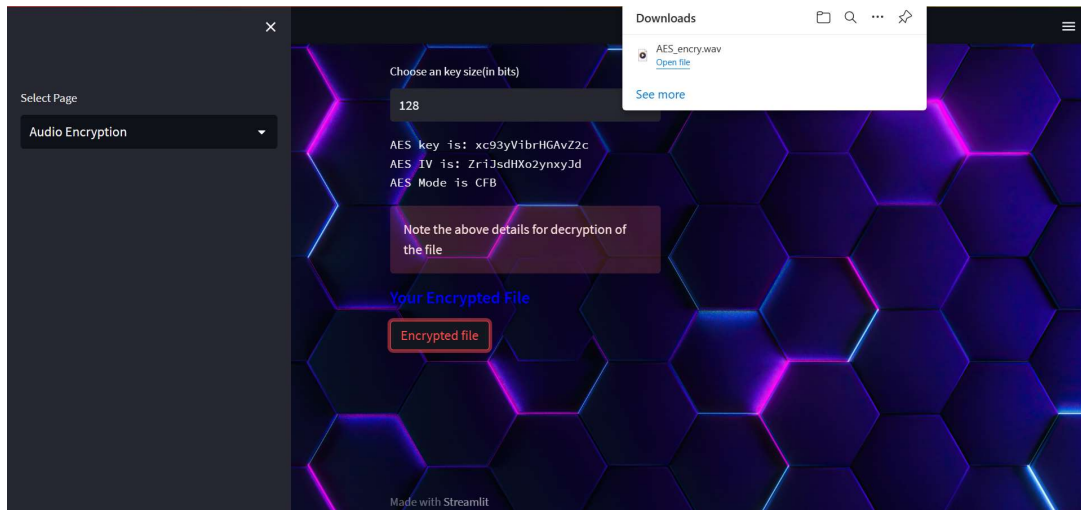 Select Page
Audio Encryption
Choose an key size(in bits)
128
AES key is: xc93yVibrHGAvZ2c
AES IV is: ZriJsdHXo2ynxyJd
AES Mode is CFB
Note the above details for decryption of
the file
Your Encrypted File
Encrypted file
Made with Streamlit
Downloads
AES_encry.wav
Open file
See more